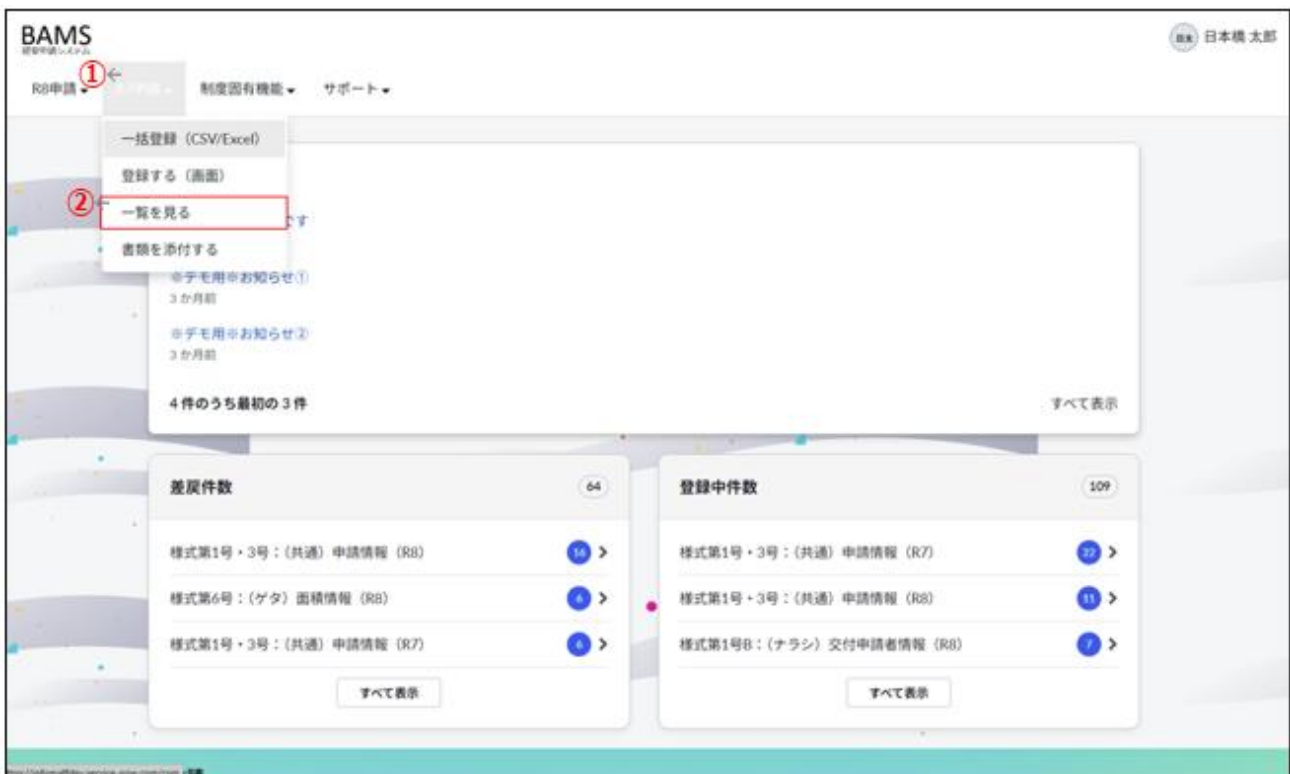 BAMS
日本橋 太郎
①
R8申請
制度固有機能
サポート
一括登録（CSV/Excel）
登録する（画面）
②
一覧を見る
です
書類を添付する
※デモ用※お知らせ①
3 か月前
※デモ用※お知らせ②
3 か月前
4 件のうち最初の 3 件
すべて表示
差戻件数
64
登録中件数
109
様式第1号・3号：（共通）申請情報（R8）
16
様式第1号・3号：（共通）申請情報（R7）
22
様式第6号：（ゲタ）面積情報（R8）
6
様式第1号・3号：（共通）申請情報（R8）
11
様式第1号・3号：（共通）申請情報（R7）
6
様式第1号B：（ナラシ）交付申請者情報（R8）
7
すべて表示
すべて表示